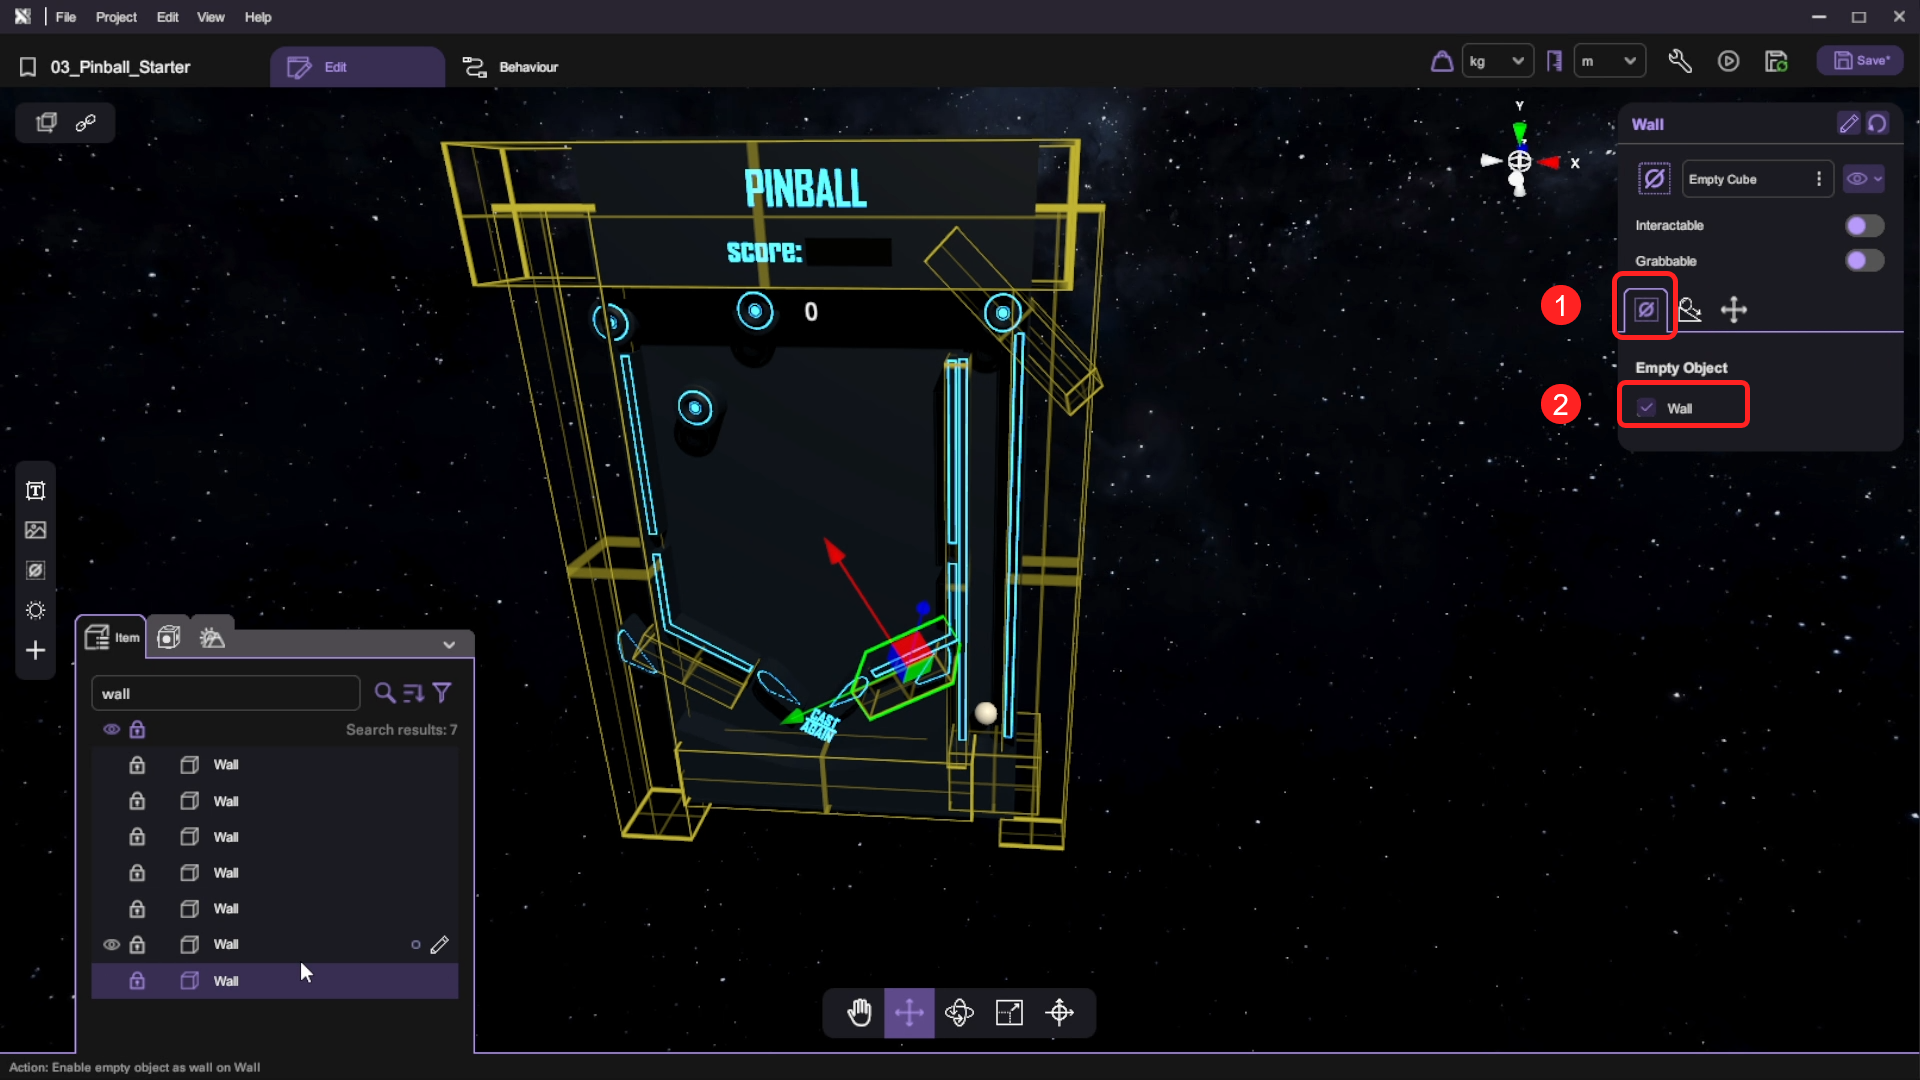 File Project Edit View Help
03_Pinball_Starter
Edit
Behaviour
kg
m
Save*
Y
X
Wall
Empty Cube
Interactable
Grabbable
1
Empty Object
2
Wall
PINBALL
score:
0
CAST
AGAIN
Item
wall
Search results: 7
Wall
Wall
Wall
Wall
Wall
Wall
Wall
Action: Enable empty object as wall on Wall